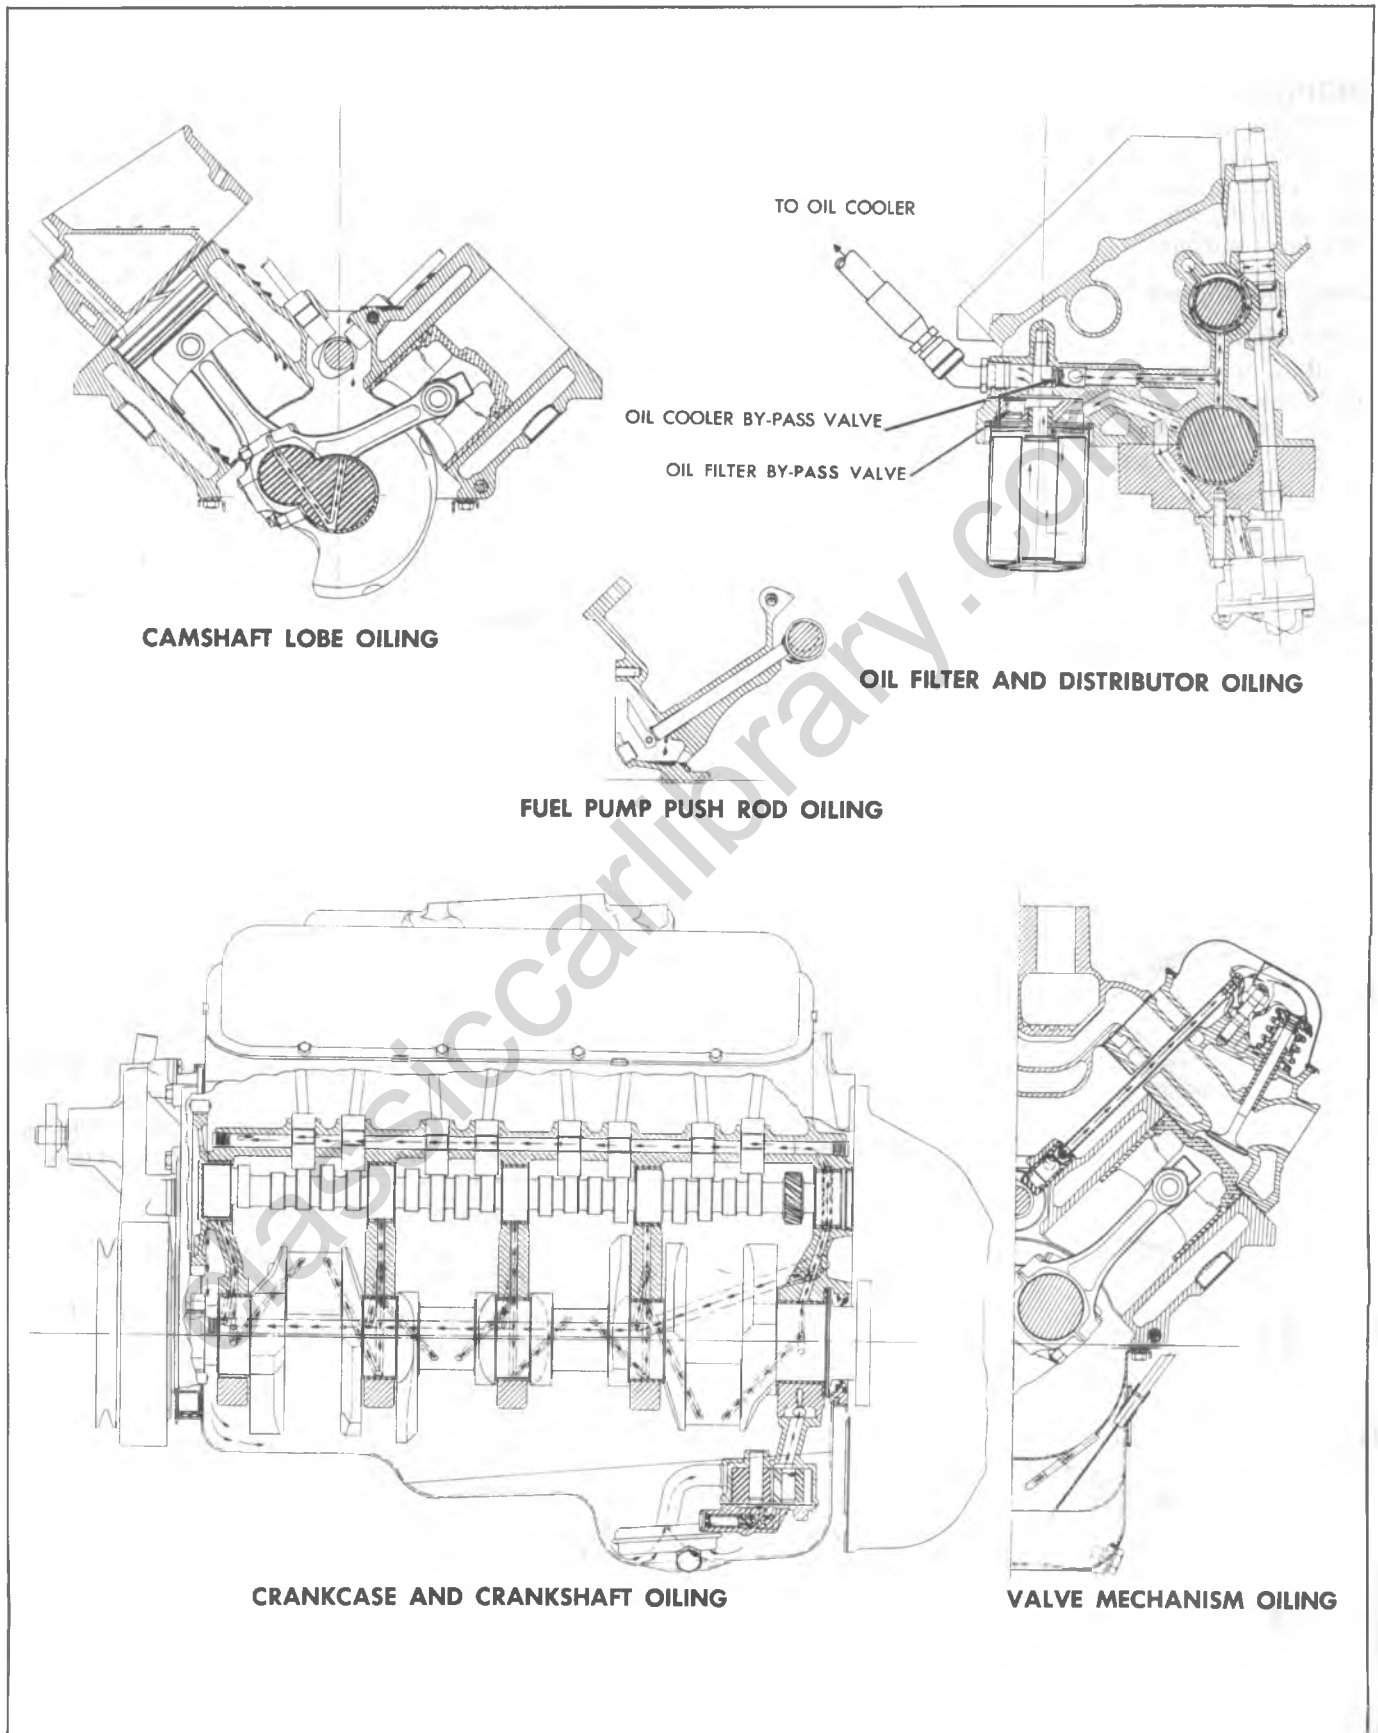 TO OIL COOLER
OIL COOLER BY-PASS VALVE
OIL FILTER BY-PASS VALVE
CAMSHAFT LOBE OILING
OIL FILTER AND DISTRIBUTOR OILING
FUEL PUMP PUSH ROD OILING
CRANKCASE AND CRANKSHAFT OILING
VALVE MECHANISM OILING
classiccarlibrary.com